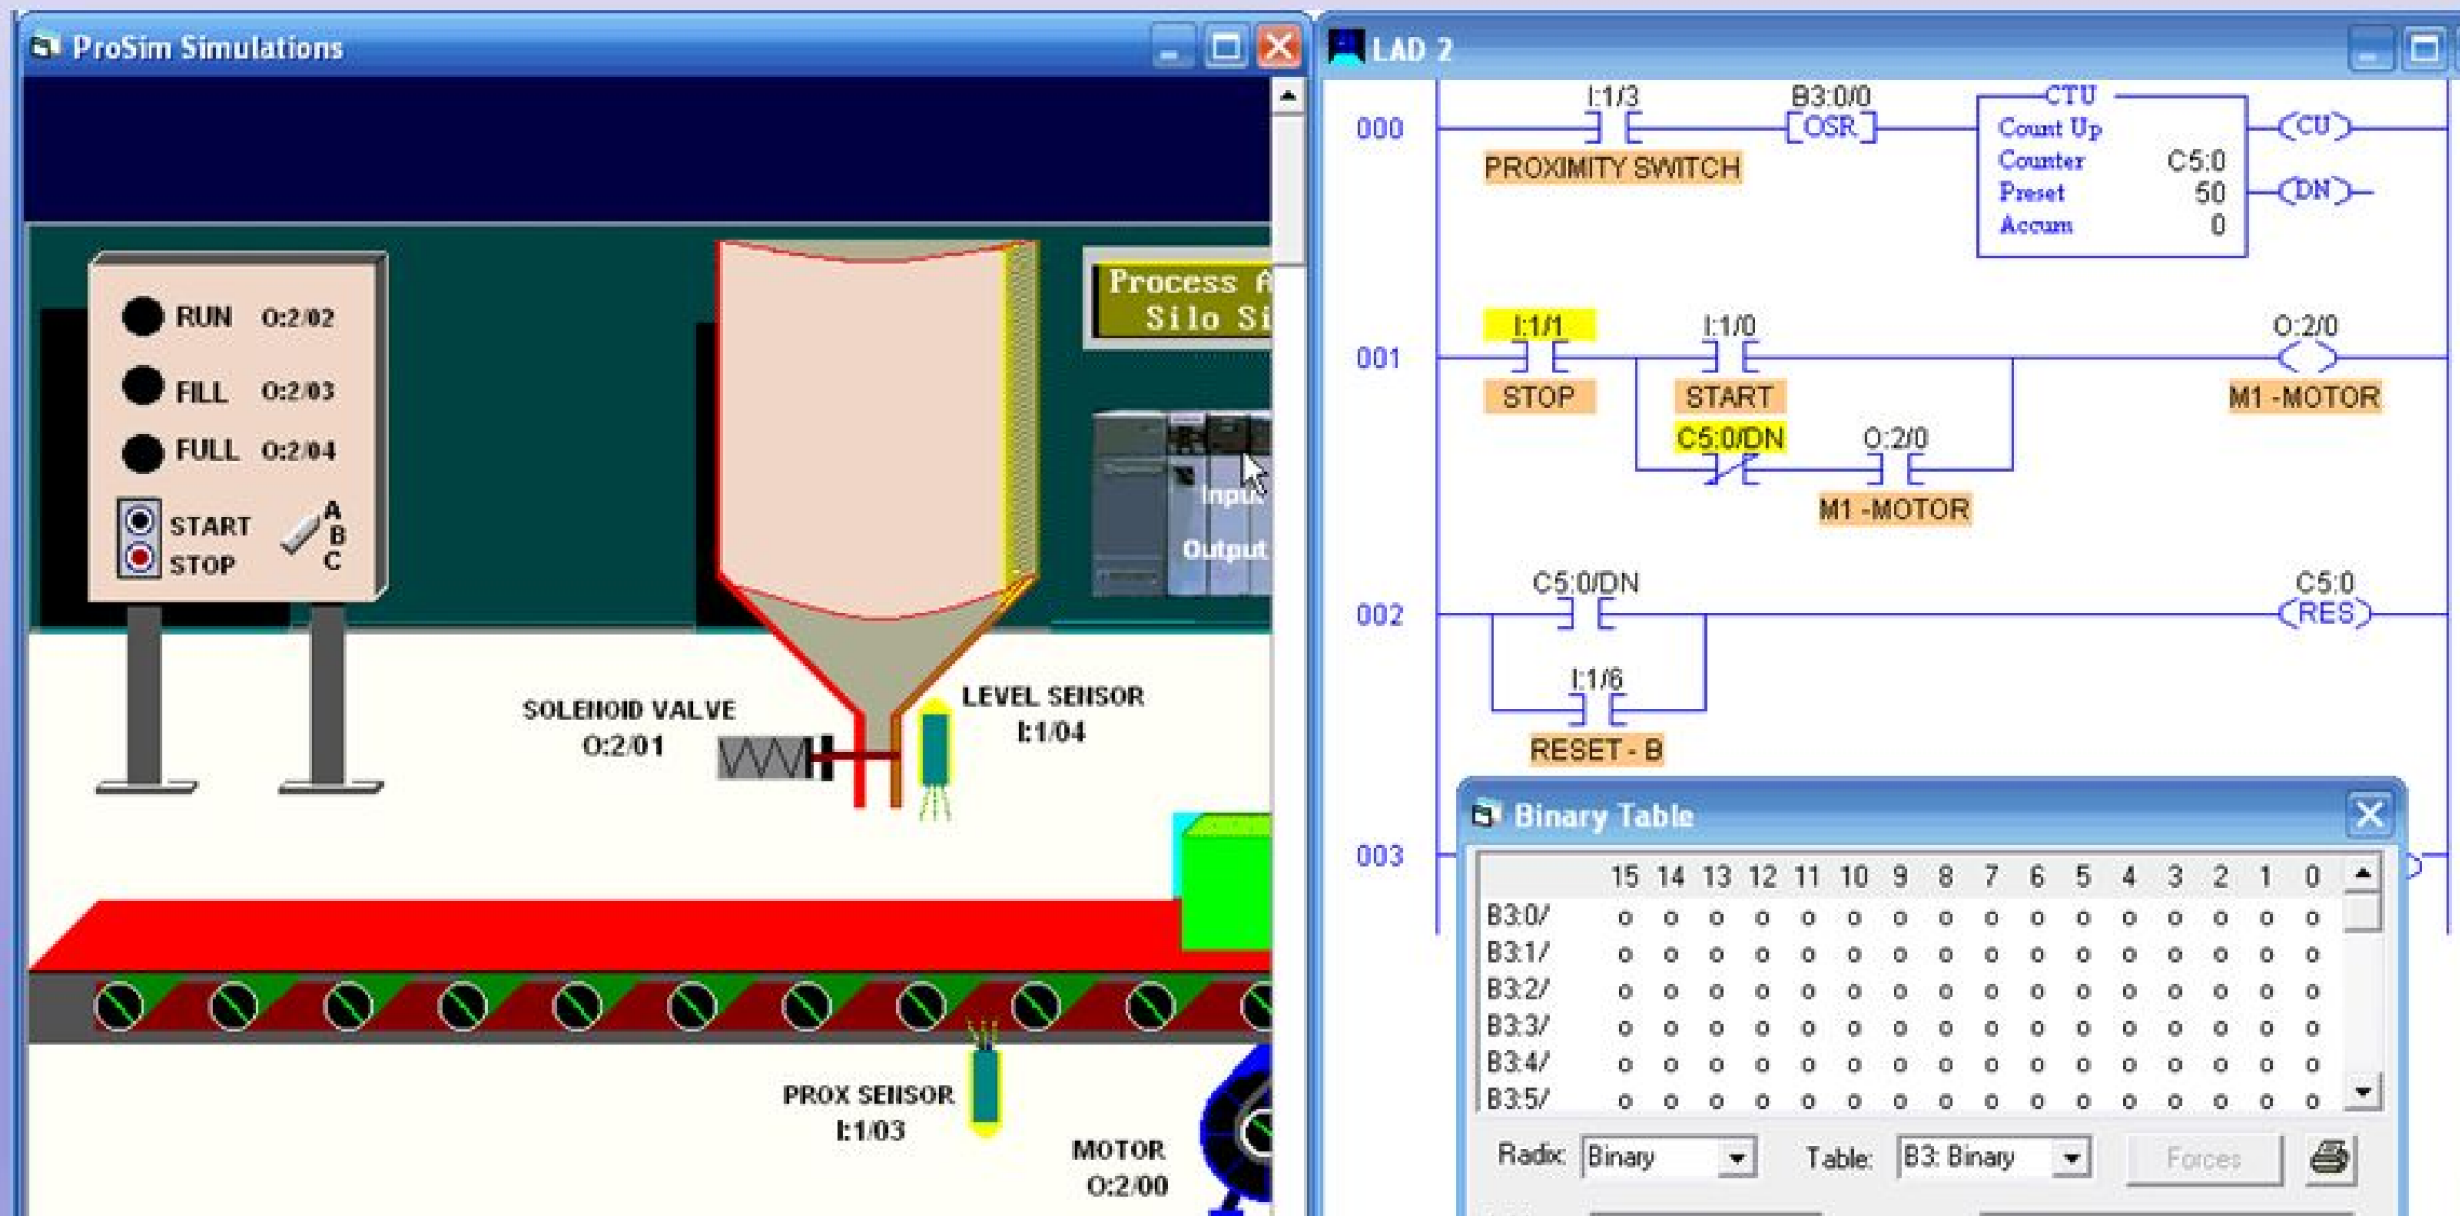 ProSim Simulations
RUN O:2/02
FILL O:2/03
FULL O:2/04
START
STOP
A
B
C
Process A
Silo Si
Input
Output
SOLENOID VALVE
O:2/01
LEVEL SENSOR
I:1/04
PROX SENSOR
I:1/03
MOTOR
O:2/00
LAD 2
000
I:1/3
PROXIMITY SWITCH
B3:0/0
OSR
CTU
Count Up
Counter C5:0
Preset 50
Accum 0
CU
DN
001
I:1/1
STOP
I:1/0
START
O:2/0
M1 -MOTOR
C5:0/DN
O:2/0
M1 -MOTOR
002
C5:0/DN
C5:0
RES
I:1/6
RESET - B
003
Binary Table
15 14 13 12 11 10 9 8 7 6 5 4 3 2 1 0
B3:0/ 0 0 0 0 0 0 0 0 0 0 0 0 0 0 0 0
B3:1/ 0 0 0 0 0 0 0 0 0 0 0 0 0 0 0 0
B3:2/ 0 0 0 0 0 0 0 0 0 0 0 0 0 0 0 0
B3:3/ 0 0 0 0 0 0 0 0 0 0 0 0 0 0 0 0
B3:4/ 0 0 0 0 0 0 0 0 0 0 0 0 0 0 0 0
B3:5/ 0 0 0 0 0 0 0 0 0 0 0 0 0 0 0 0
Radix: Binary Table: B3: Binary Forces